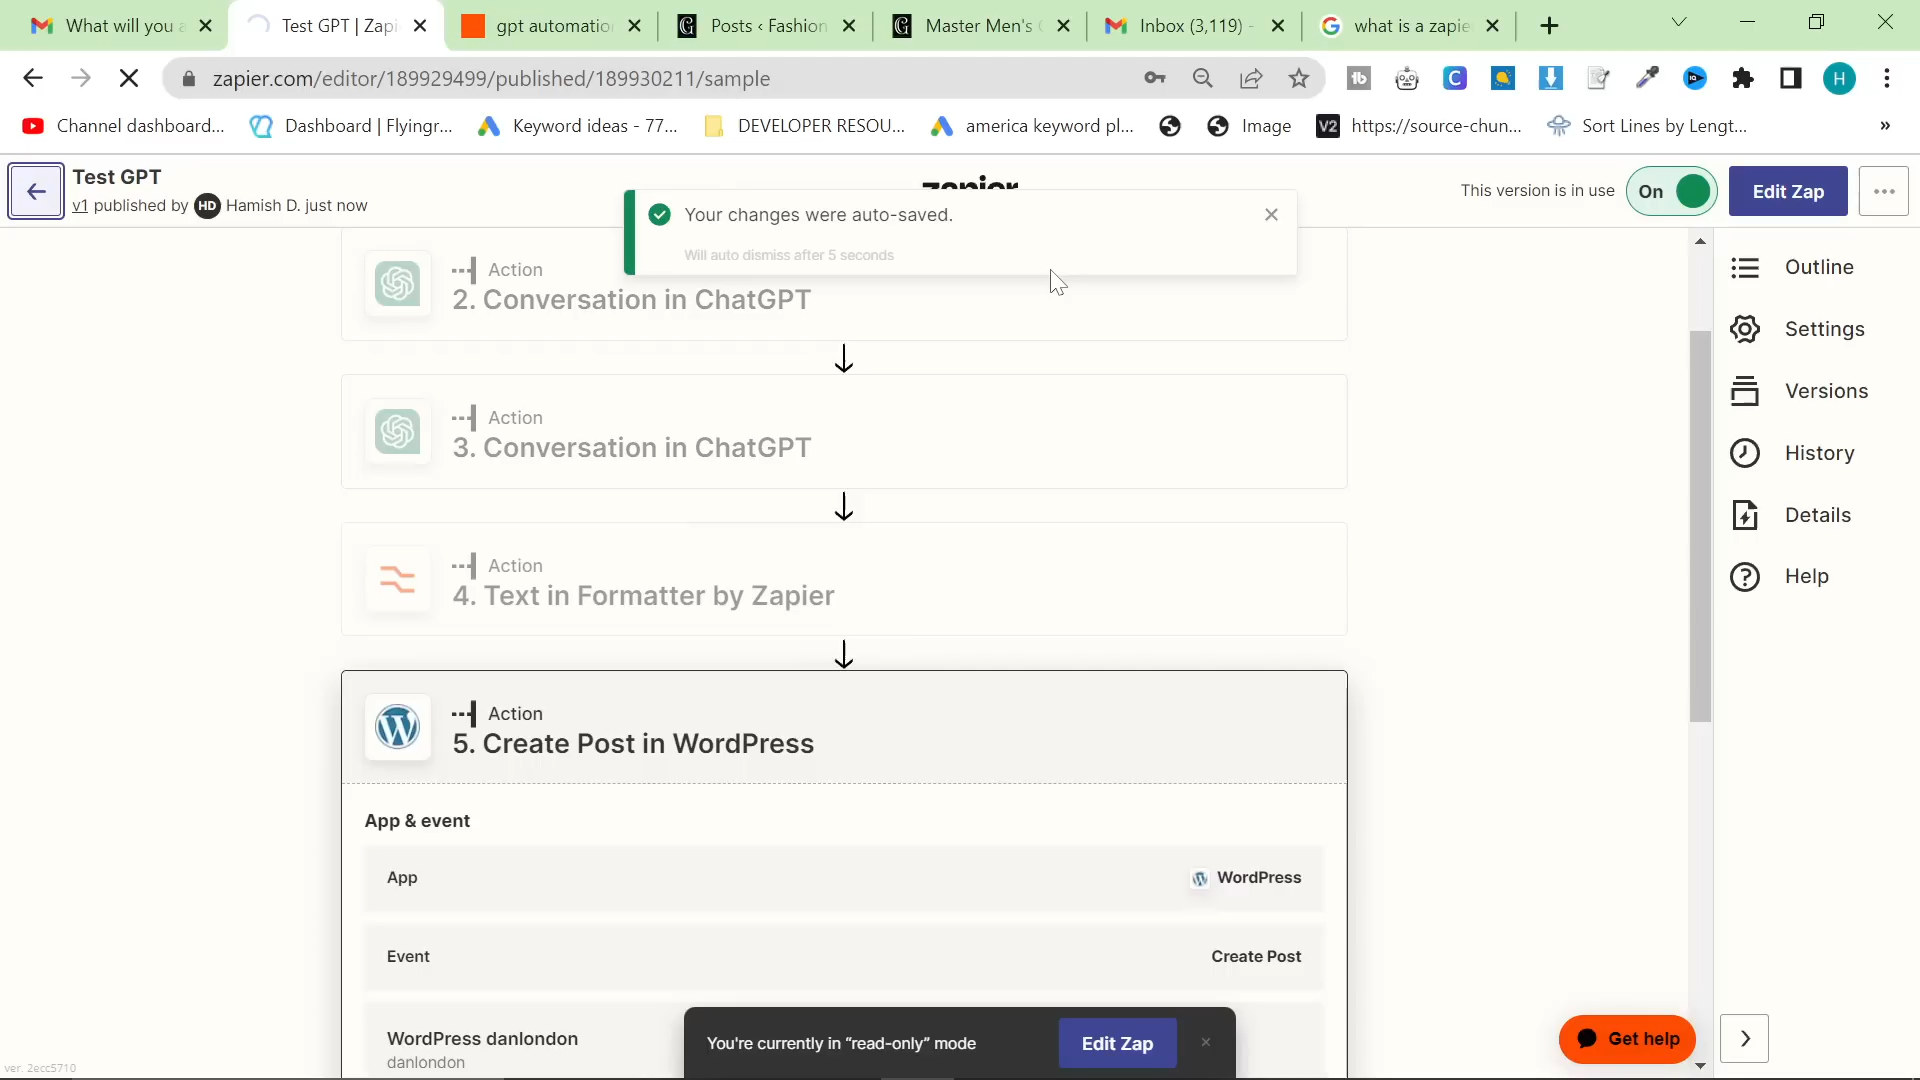 What will you a
Test GPT | Zapi
gpt automation
Posts ‹ Fashion
Master Men's
Inbox (3,119) -
what is a zapie
zapier.com/editor/189929499/published/189930211/sample
Channel dashboard...
Dashboard | Flyingr...
Keyword ideas - 77...
DEVELOPER RESOU...
america keyword pl...
Image
V2
https://source-chun...
Sort Lines by Lengt...
»
Test GPT
v1 published by HD Hamish D. just now
zapier
This version is in use
On
Edit Zap
Your changes were auto-saved.
Will auto dismiss after 5 seconds
Action
2. Conversation in ChatGPT
Action
3. Conversation in ChatGPT
Action
4. Text in Formatter by Zapier
Action
5. Create Post in WordPress
App & event
App
WordPress
Event
Create Post
WordPress danlondon
danlondon
You're currently in “read-only” mode
Edit Zap
Outline
Settings
Versions
History
Details
Help
Get help
ver. 2ecc5710